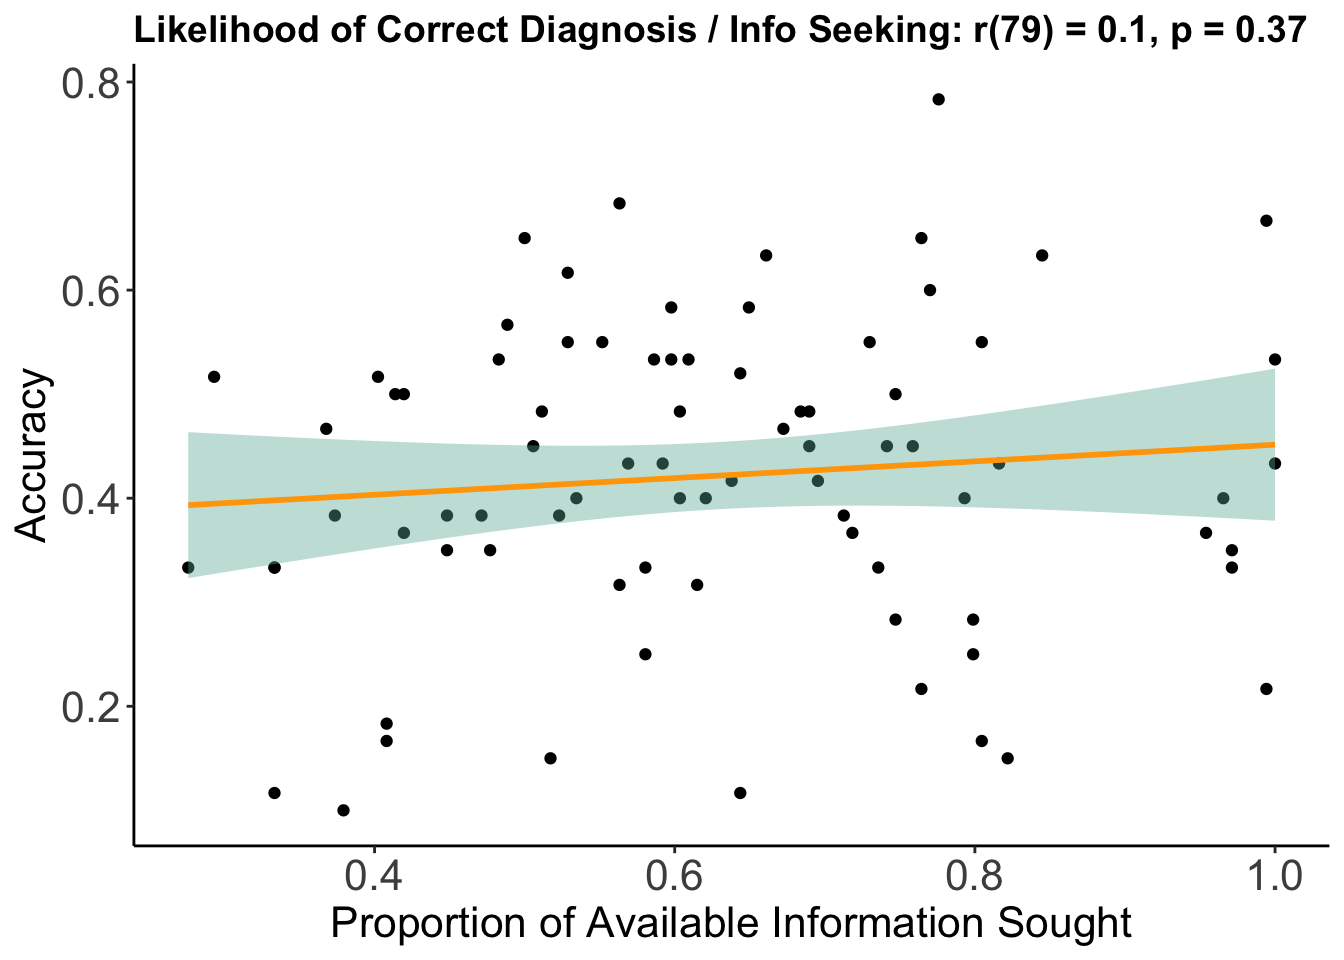 Likelihood of Correct Diagnosis / Info Seeking: r(79) = 0.1, p = 0.37
0.8
0.6
0.4
0.2
Accuracy
0.4
0.6
0.8
1.0
Proportion of Available Information Sought